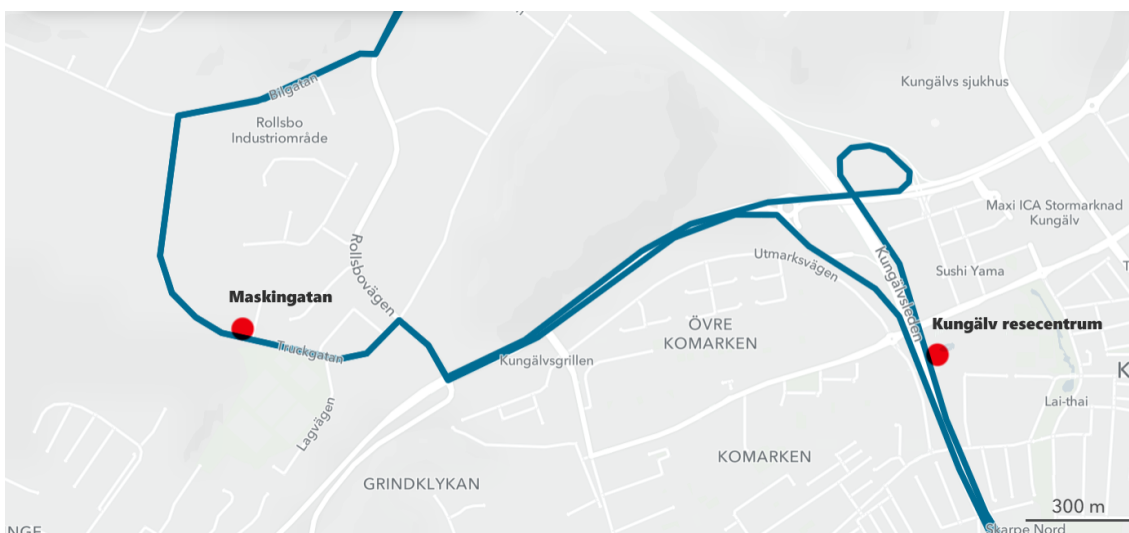 Kungälvs sjukhus
Bilgatan
Rollsbo
Industriområde
Maxi ICA Stormarknad
Kungälv
Rollsbovägen
Utmarksvägen
Kungälvsleden
Sushi Yama
Maskingatan
ÖVRE
KOMARKEN
Kungälv resecentrum
Truckgatan
Kungälvsgrillen
K
Lai-thai
Lagvägen
KOMARKEN
GRINDKLYKAN
300 m
Skarpe Nord